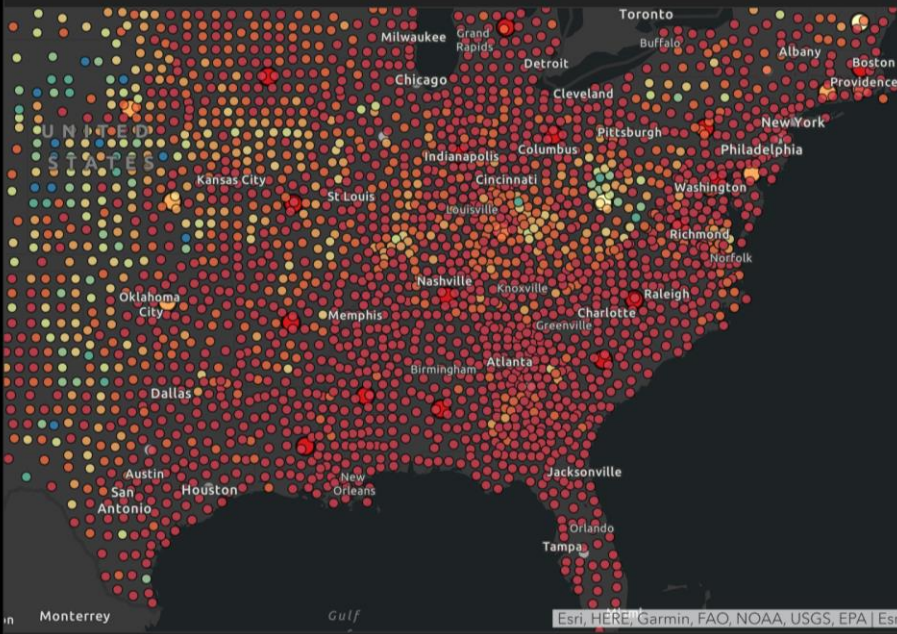 Toronto
Milwaukee
Grand
Rapids
Buffalo
Albany
Detroit
Boston
Chicago
Cleveland
Providence
New York
UNITED
STATES
Pittsburgh
Columbus
Philadelphia
Indianapolis
Kansas City
Cincinnati
Washington
St Louis
Louisville
Richmond
Norfolk
Nashville
Knoxville
Oklahoma
City
Raleigh
Memphis
Charlotte
Greenville
Atlanta
Birmingham
Dallas
Austin
Jacksonville
New
Orleans
San
Antonio
Houston
Orlando
Tampa
Monterrey
Gulf
Miami
Esri, HERE, Garmin, FAO, NOAA, USGS, EPA | Esr